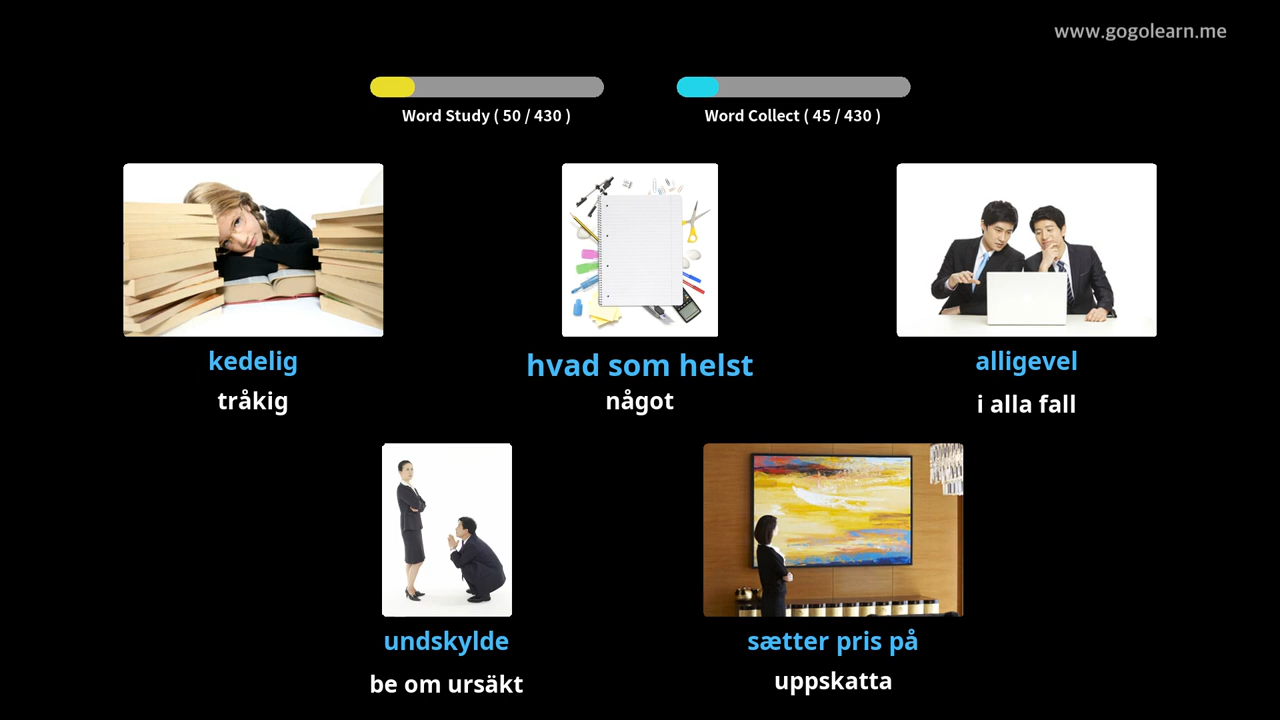 www.gogolearn.me
Word Study ( 50 / 430 )
Word Collect ( 45 / 430 )
kedelig
tråkig
hvad som helst
något
alligevel
i alla fall
undskylde
be om ursäkt
sætter pris på
uppskatta